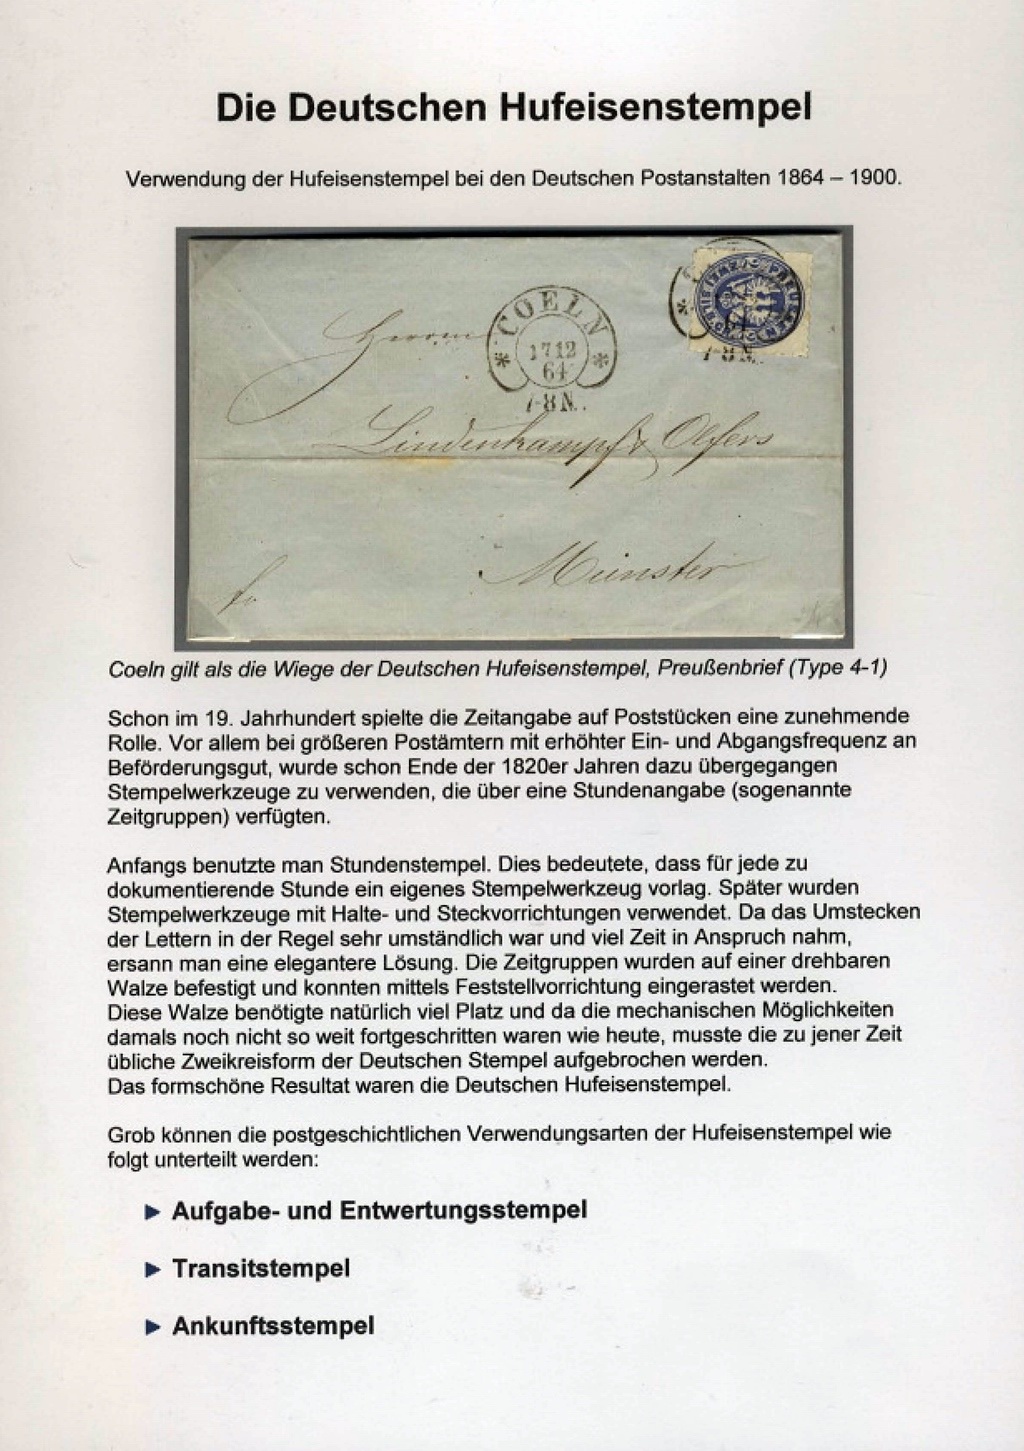 Die Deutschen Hufeisenstempel
Verwendung der Hufeisenstempel bei den Deutschen Postanstalten 1864 – 1900.
COELN
17 12
64
7-8 N.
7-8 N.
Herrn
Lindenkampf & Olfers
Münster
fr.
Coeln gilt als die Wiege der Deutschen Hufeisenstempel, Preußenbrief (Type 4-1)
Schon im 19. Jahrhundert spielte die Zeitangabe auf Poststücken eine zunehmende
Rolle. Vor allem bei größeren Postämtern mit erhöhter Ein- und Abgangsfrequenz an
Beförderungsgut, wurde schon Ende der 1820er Jahren dazu übergegangen
Stempelwerkzeuge zu verwenden, die über eine Stundenangabe (sogenannte
Zeitgruppen) verfügten.
Anfangs benutzte man Stundenstempel. Dies bedeutete, dass für jede zu
dokumentierende Stunde ein eigenes Stempelwerkzeug vorlag. Später wurden
Stempelwerkzeuge mit Halte- und Steckvorrichtungen verwendet. Da das Umstecken
der Lettern in der Regel sehr umständlich war und viel Zeit in Anspruch nahm,
ersann man eine elegantere Lösung. Die Zeitgruppen wurden auf einer drehbaren
Walze befestigt und konnten mittels Feststellvorrichtung eingerastet werden.
Diese Walze benötigte natürlich viel Platz und da die mechanischen Möglichkeiten
damals noch nicht so weit fortgeschritten waren wie heute, musste die zu jener Zeit
übliche Zweikreisform der Deutschen Stempel aufgebrochen werden.
Das formschöne Resultat waren die Deutschen Hufeisenstempel.
Grob können die postgeschichtlichen Verwendungsarten der Hufeisenstempel wie
folgt unterteilt werden:
► Aufgabe- und Entwertungsstempel
► Transitstempel
► Ankunftsstempel